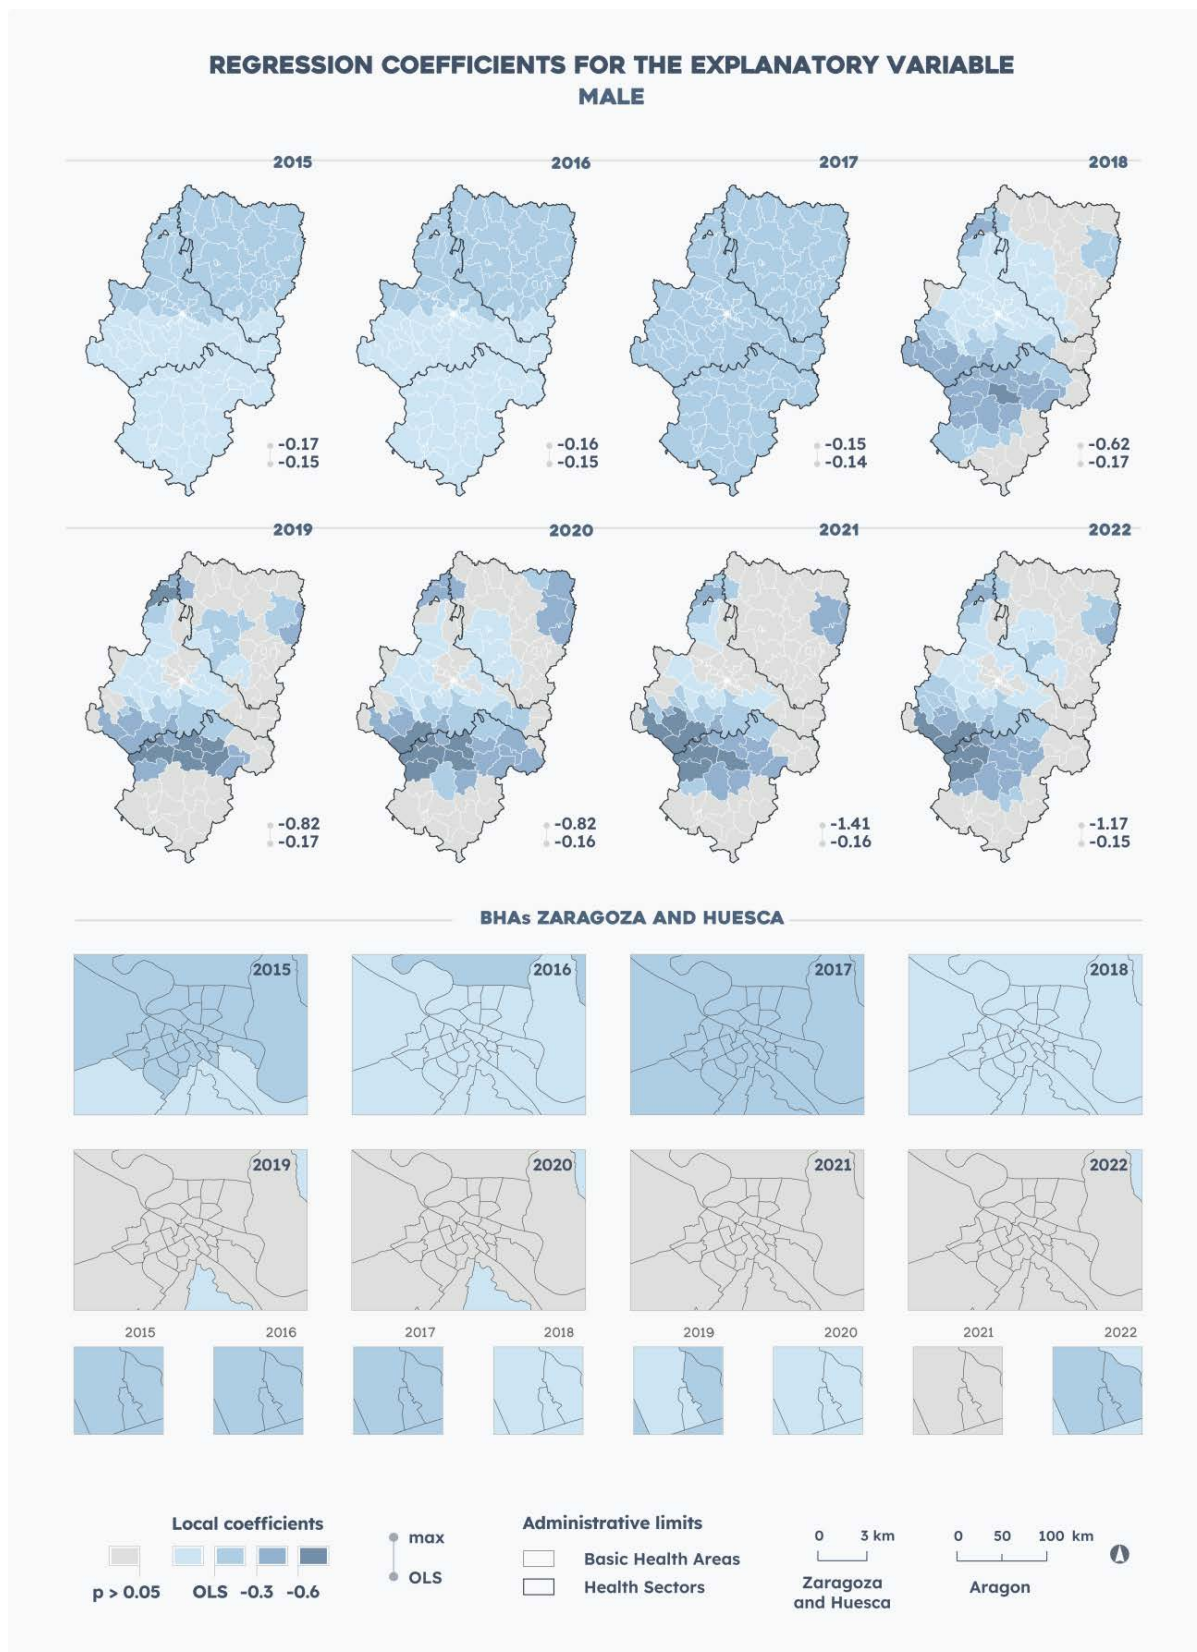 REGRESSION COEFFICIENTS FOR THE EXPLANATORY VARIABLE
MALE
2015
2016
2017
2018
-0.17
-0.15
-0.16
-0.15
-0.15
-0.14
-0.62
-0.17
2019
2020
2021
2022
-0.82
-0.17
-0.82
-0.16
-1.41
-0.16
-1.17
-0.15
BHAs ZARAGOZA AND HUESCA
2015
2016
2017
2018
2019
2020
2021
2022
2015
2016
2017
2018
2019
2020
2021
2022
Local coefficients
p > 0.05
OLS -0.3 -0.6
max
OLS
Administrative limits
Basic Health Areas
Health Sectors
0 3 km
Zaragoza
and Huesca
0 50 100 km
Aragon